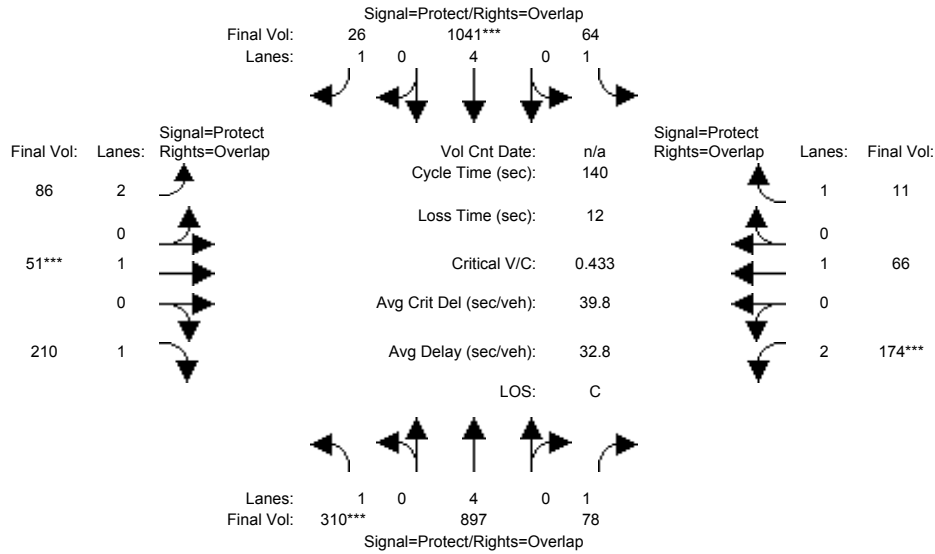 Signal=Protect/Rights=Overlap
Final Vol: 26 1041*** 64
Lanes: 1 0 4 0 1
Signal=Protect
Final Vol: Lanes: Rights=Overlap
Vol Cnt Date: n/a
Signal=Protect
Rights=Overlap Lanes: Final Vol:
Cycle Time (sec): 140
86 2 1 11
Loss Time (sec): 12
0 0
51*** 1 Critical V/C: 0.433 1 66
0 Avg Crit Del (sec/veh): 39.8 0
210 1 Avg Delay (sec/veh): 32.8 2 174***
LOS: C
Lanes: 1 0 4 0 1
Final Vol: 310*** 897 78
Signal=Protect/Rights=Overlap